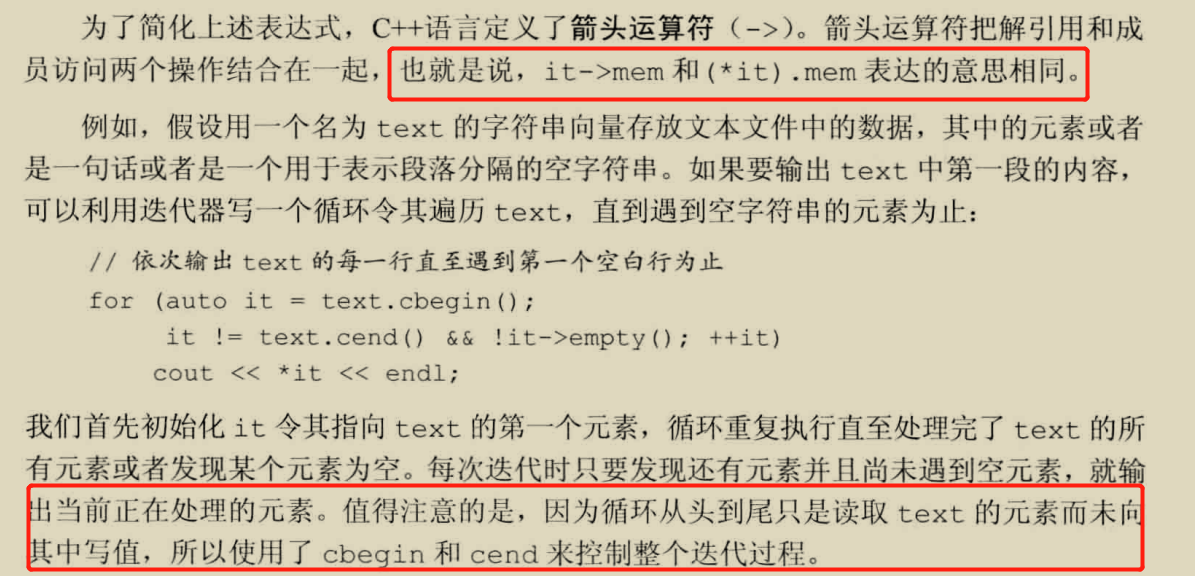 为了简化上述表达式，C++语言定义了箭头运算符（->）。箭头运算符把解引用和成
员访问两个操作结合在一起，也就是说，it->mem 和(*it).mem 表达的意思相同。
例如，假设用一个名为 text 的字符串向量存放文本文件中的数据，其中的元素或者
是一句话或者是一个用于表示段落分隔的空字符串。如果要输出 text 中第一段的内容，
可以利用迭代器写一个循环令其遍历 text，直到遇到空字符串的元素为止：
// 依次输出 text 的每一行直至遇到第一个空白行为止
for (auto it = text.cbegin();
it != text.cend() && !it->empty(); ++it)
cout << *it << endl;
我们首先初始化 it 令其指向 text 的第一个元素，循环重复执行直至处理完了 text 的所
有元素或者发现某个元素为空。每次迭代时只要发现还有元素并且尚未遇到空元素，就输
出当前正在处理的元素。值得注意的是，因为循环从头到尾只是读取 text 的元素而未向
其中写值，所以使用了 cbegin 和 cend 来控制整个迭代过程。